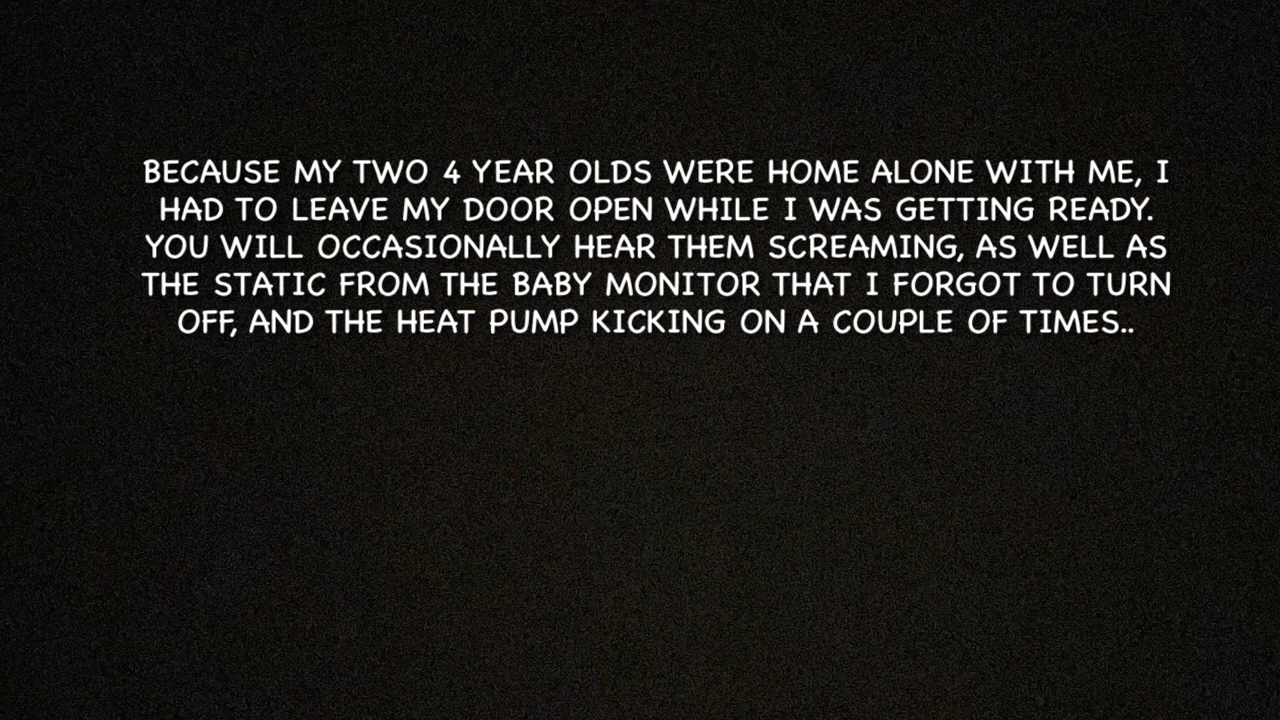 BECAUSE MY TWO 4 YEAR OLDS WERE HOME ALONE WITH ME, I
HAD TO LEAVE MY DOOR OPEN WHILE I WAS GETTING READY.
YOU WILL OCCASIONALLY HEAR THEM SCREAMING, AS WELL AS
THE STATIC FROM THE BABY MONITOR THAT I FORGOT TO TURN
OFF, AND THE HEAT PUMP KICKING ON A COUPLE OF TIMES..